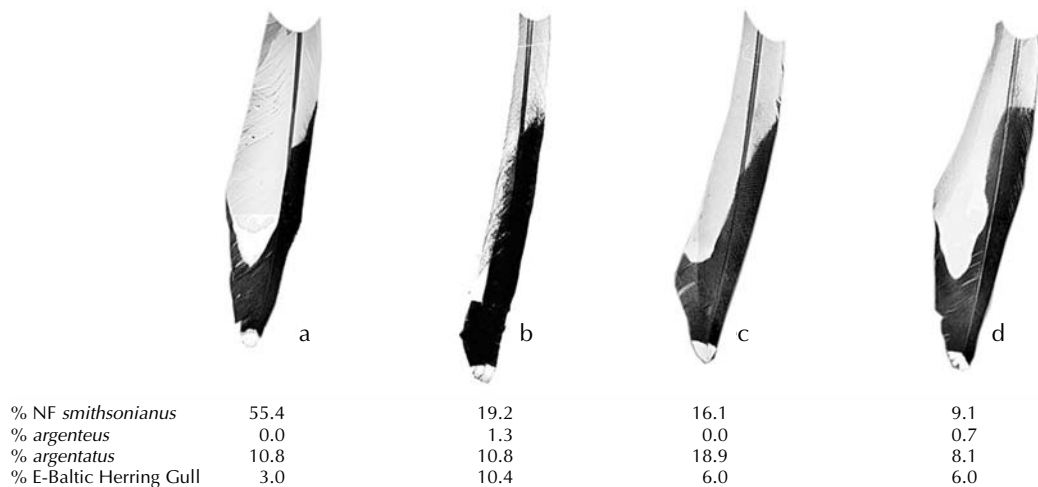 a b c d
% NF smithsonianus 55.4 19.2 16.1 9.1
% argenteus 0.0 1.3 0.0 0.7
% argentatus 10.8 10.8 18.9 8.1
% E-Baltic Herring Gull 3.0 10.4 6.0 6.0